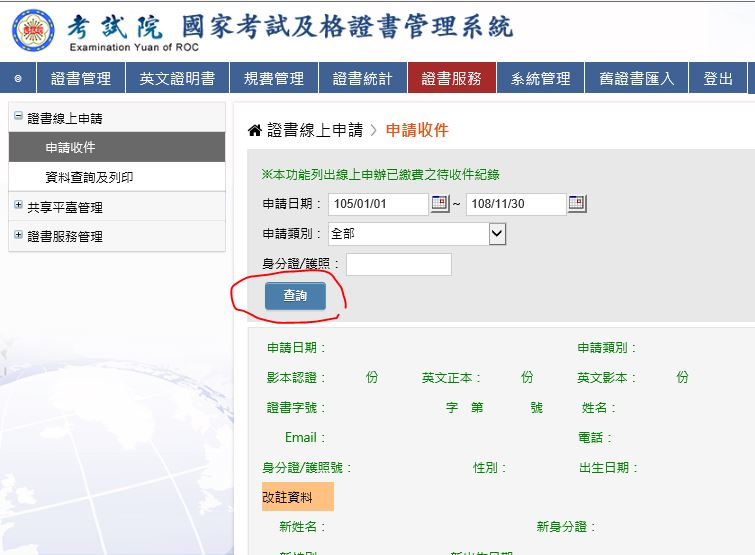 考試院 國家考試及格證書管理系統
Examination Yuan of ROC
證書管理 英文證明書 規費管理 證書統計 證書服務 系統管理 舊證書匯入 登出
證書線上申請
申請收件
資料查詢及列印
共享平臺管理
證書服務管理
證書線上申請 > 申請收件
※本功能列出線上申辦已繳費之待收件紀錄
申請日期： 105/01/01 ~ 108/11/30
申請類別： 全部
身分證/護照：
查詢
申請日期： 申請類別：
影本認證： 份 英文正本： 份 英文影本： 份
證書字號： 字 第 號 姓名：
Email： 電話：
身分證/護照號： 性別： 出生日期：
改註資料
新姓名： 新身分證：
新性別： 新出生日期